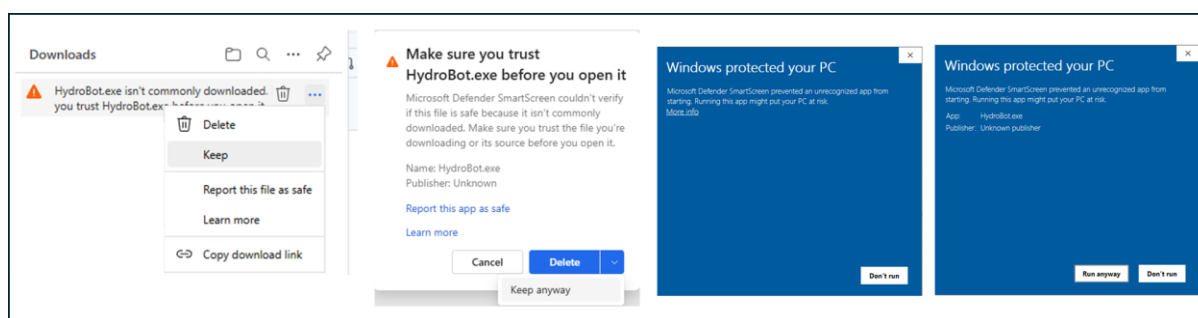 Downloads
HydroBot.exe isn't commonly downloaded.
you trust HydroBot.exe before you open it
Delete
Keep
Report this file as safe
Learn more
Copy download link
Make sure you trust
HydroBot.exe before you open it
Microsoft Defender SmartScreen couldn't verify
if this file is safe because it isn't commonly
downloaded. Make sure you trust the file you're
downloading or its source before you open it.
Name: HydroBot.exe
Publisher: Unknown
Report this app as safe
Learn more
Cancel
Delete
Keep anyway
Windows protected your PC
Microsoft Defender SmartScreen prevented an unrecognized app from
starting. Running this app might put your PC at risk.
More info
Don't run
Windows protected your PC
Microsoft Defender SmartScreen prevented an unrecognized app from
starting. Running this app might put your PC at risk.
App: HydroBot.exe
Publisher: Unknown publisher
Run anyway
Don't run